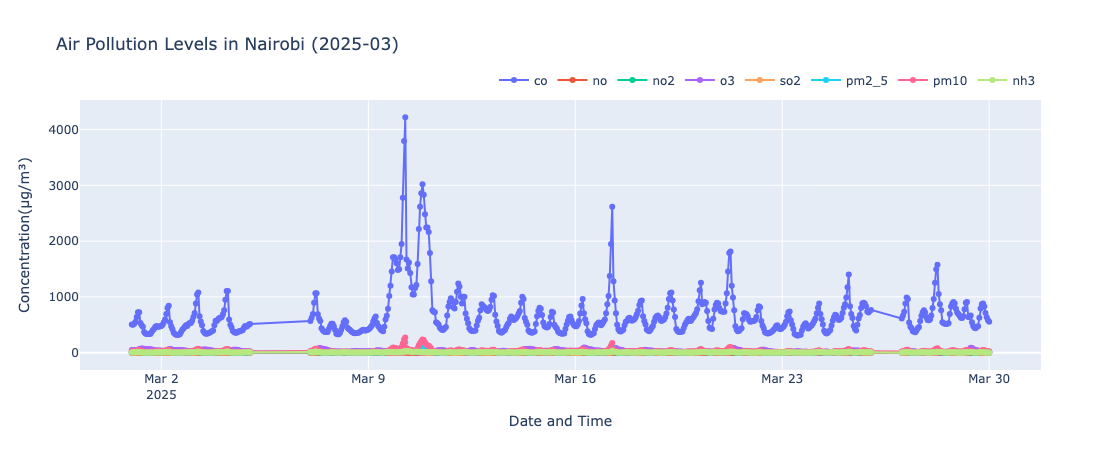 Air Pollution Levels in Nairobi (2025-03)
co no no2 o3 so2 pm2_5 pm10 nh3
Concentration(μg/m³)
4000
3000
2000
1000
0
Mar 2 Mar 9 Mar 16 Mar 23 Mar 30
2025
Date and Time